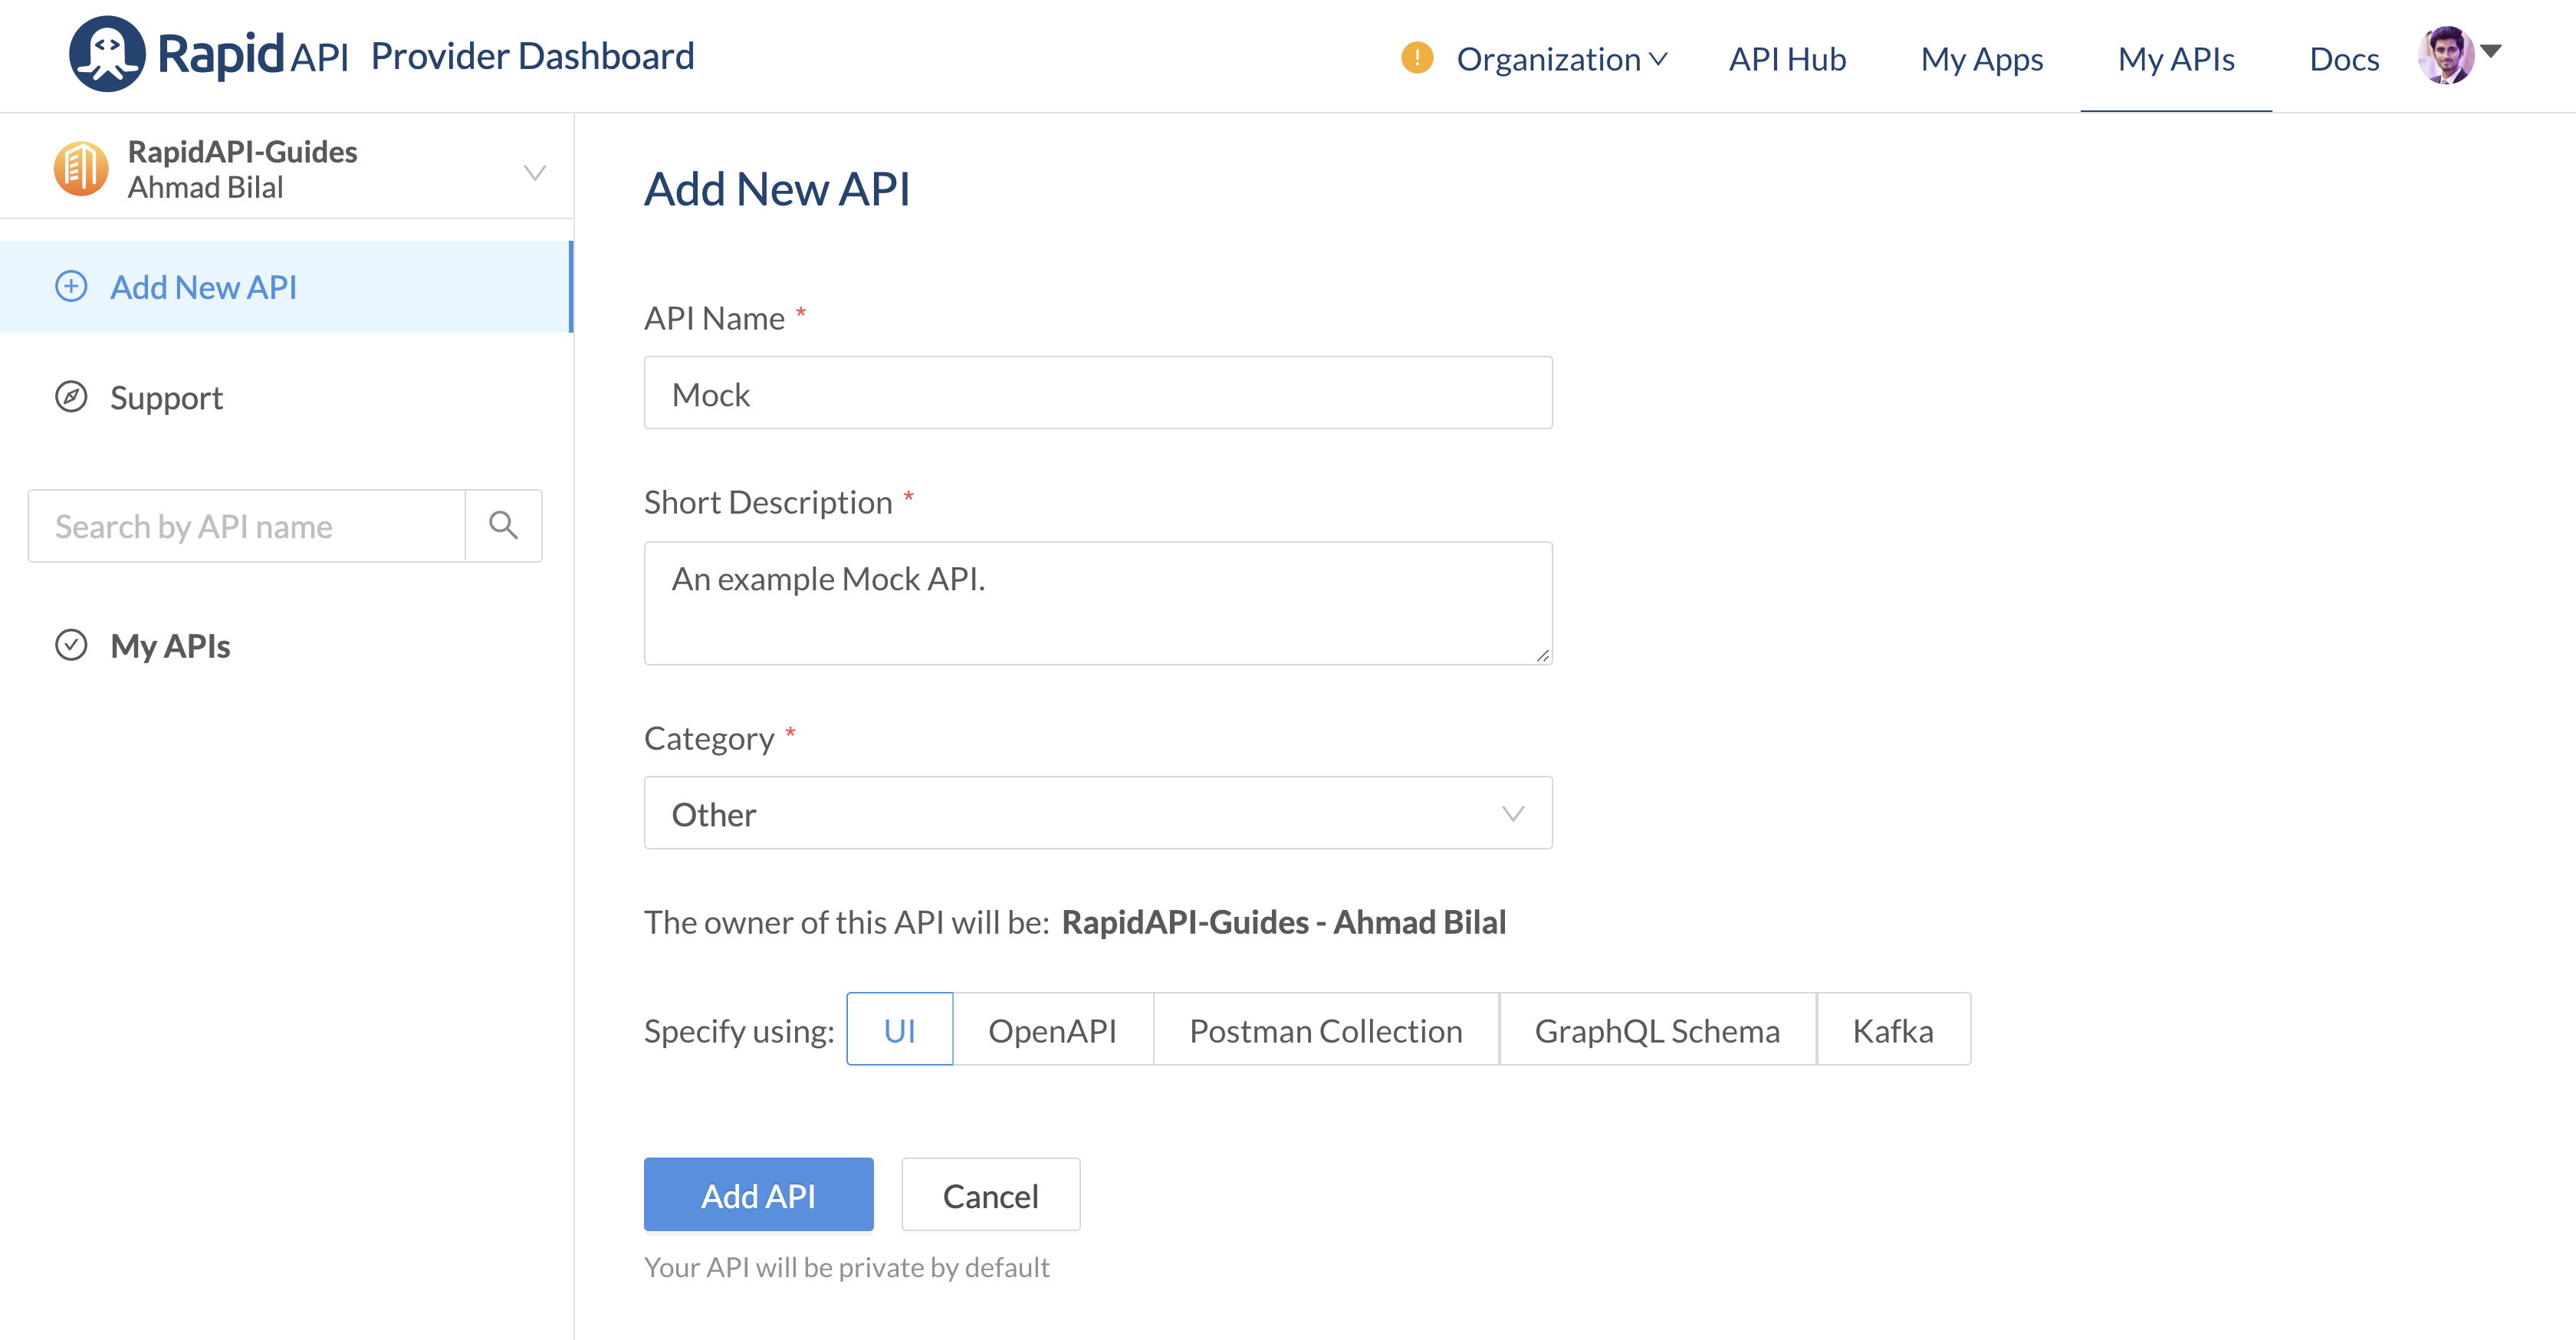 RapidAPI Provider Dashboard
! Organization API Hub My Apps My APIs Docs
RapidAPI-Guides
Ahmad Bilal
Add New API
Support
Search by API name
My APIs
Add New API
API Name *
Mock
Short Description *
An example Mock API.
Category *
Other
The owner of this API will be: RapidAPI-Guides - Ahmad Bilal
Specify using: UI OpenAPI Postman Collection GraphQL Schema Kafka
Add API Cancel
Your API will be private by default